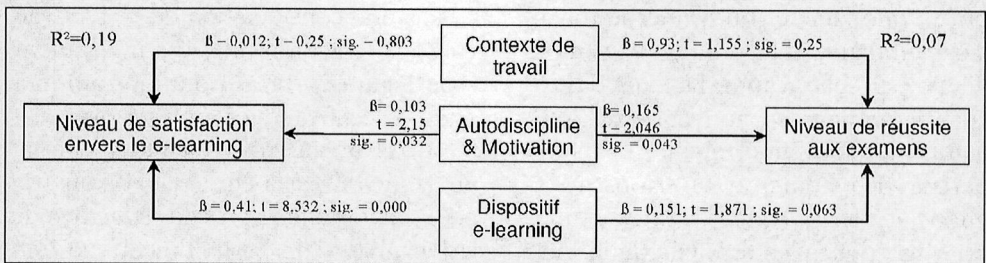 R²=0,19
ß – 0,012; t – 0,25 ; sig. – 0,803
Contexte de
travail
ß = 0,93; t = 1,155 ; sig. = 0,25
R²=0,07
Niveau de satisfaction
envers le e-learning
ß= 0,103
t = 2,15
sig. = 0,032
Autodiscipline
& Motivation
ß= 0,165
t – 2,046
sig. = 0,043
Niveau de réussite
aux examens
ß = 0,41; t = 8,532 ; sig. = 0,000
Dispositif
e-learning
ß = 0,151; t = 1,871 ; sig. = 0,063